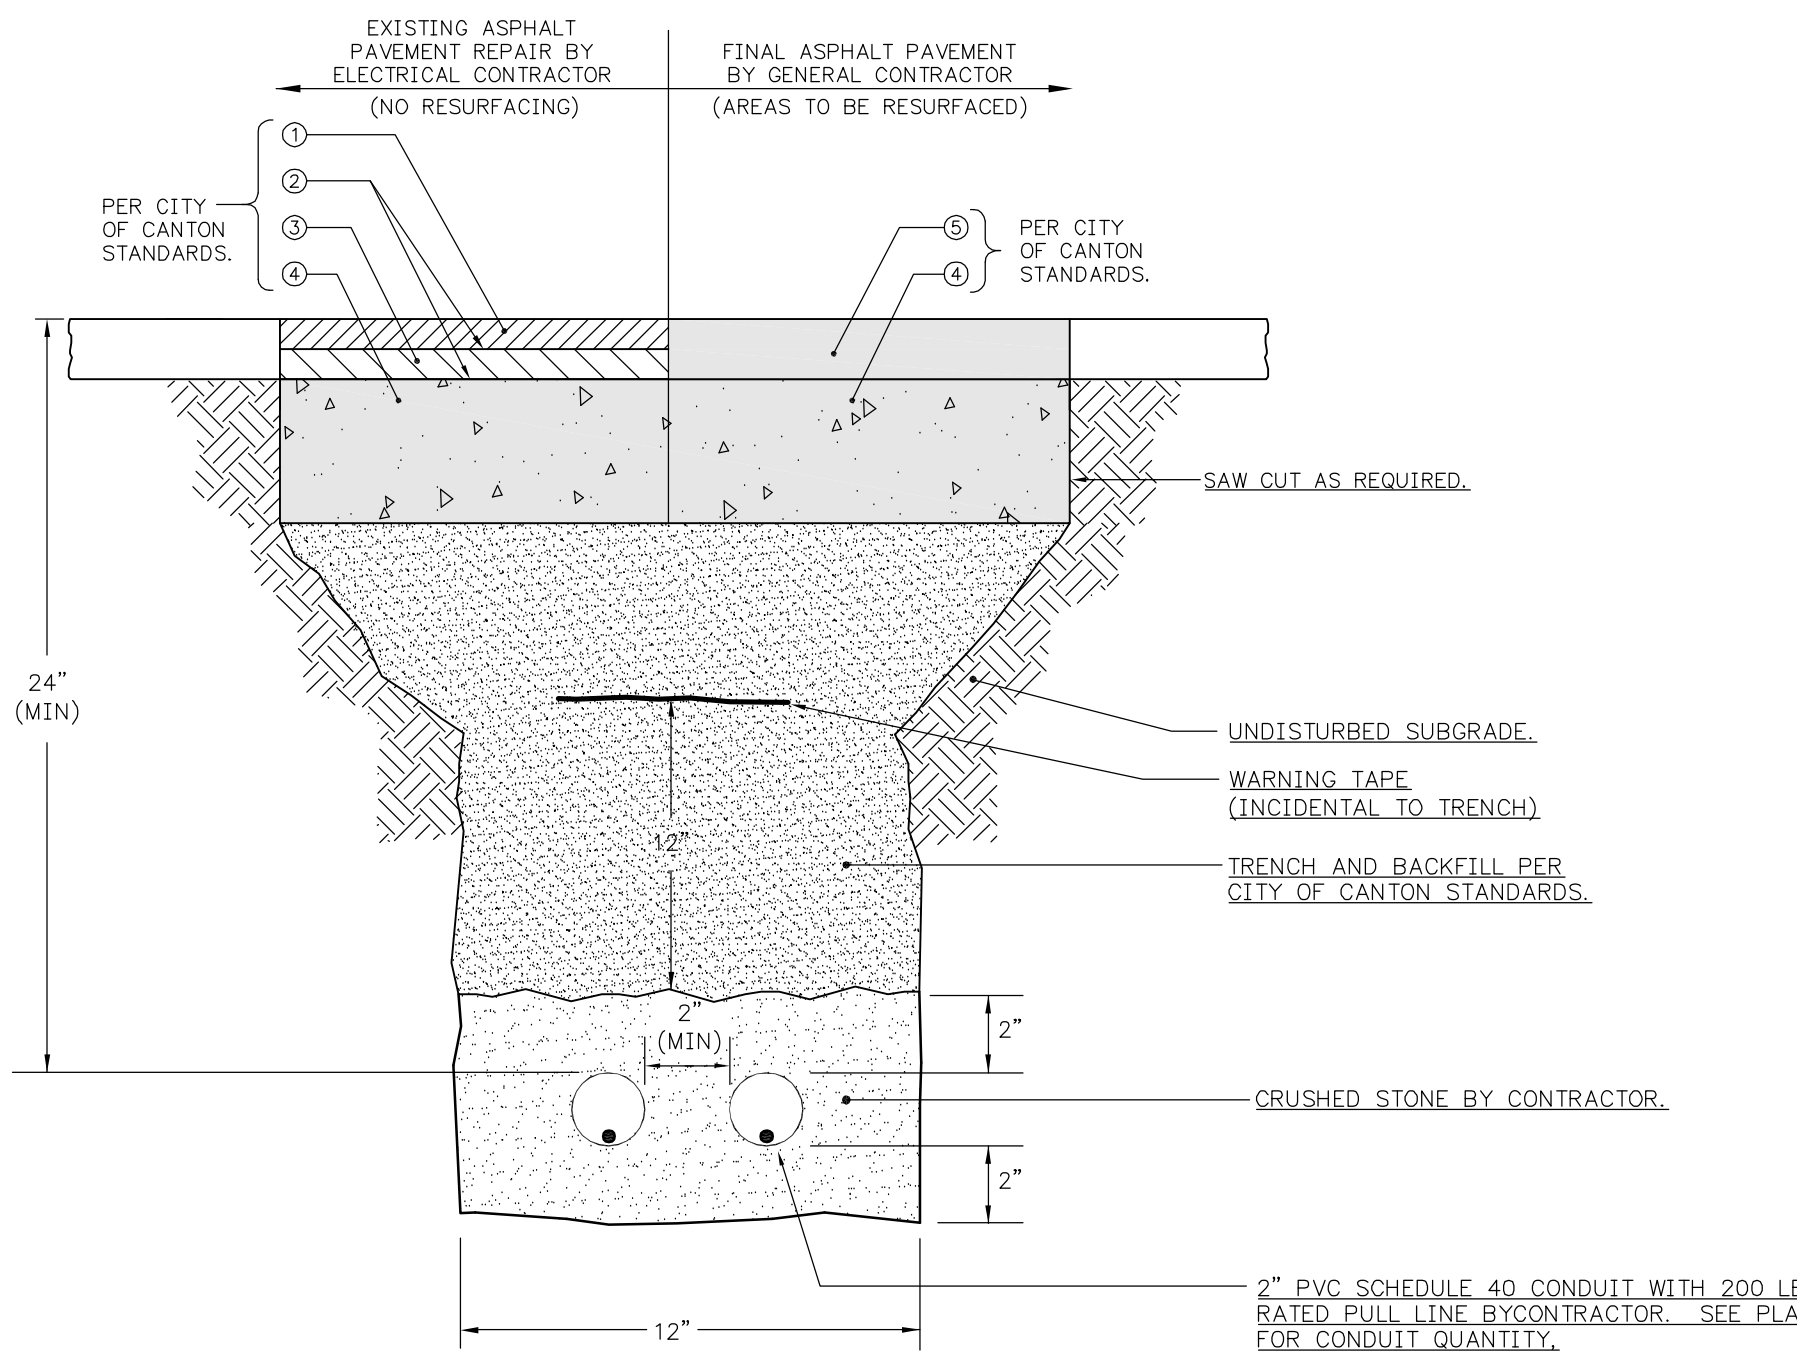 EXISTING ASPHALT
PAVEMENT REPAIR BY
ELECTRICAL CONTRACTOR
(NO RESURFACING)
FINAL ASPHALT PAVEMENT
BY GENERAL CONTRACTOR
(AREAS TO BE RESURFACED)
1
2
3
4
PER CITY
OF CANTON
STANDARDS.
5
4
PER CITY
OF CANTON
STANDARDS.
SAW CUT AS REQUIRED.
24"
(MIN)
UNDISTURBED SUBGRADE.
WARNING TAPE
(INCIDENTAL TO TRENCH)
12"
TRENCH AND BACKFILL PER
CITY OF CANTON STANDARDS.
2"
(MIN)
2"
CRUSHED STONE BY CONTRACTOR.
2"
2" PVC SCHEDULE 40 CONDUIT WITH 200
RATED PULL LINE BYCONTRACTOR. SEE
FOR CONDUIT QUANTITY,
12"